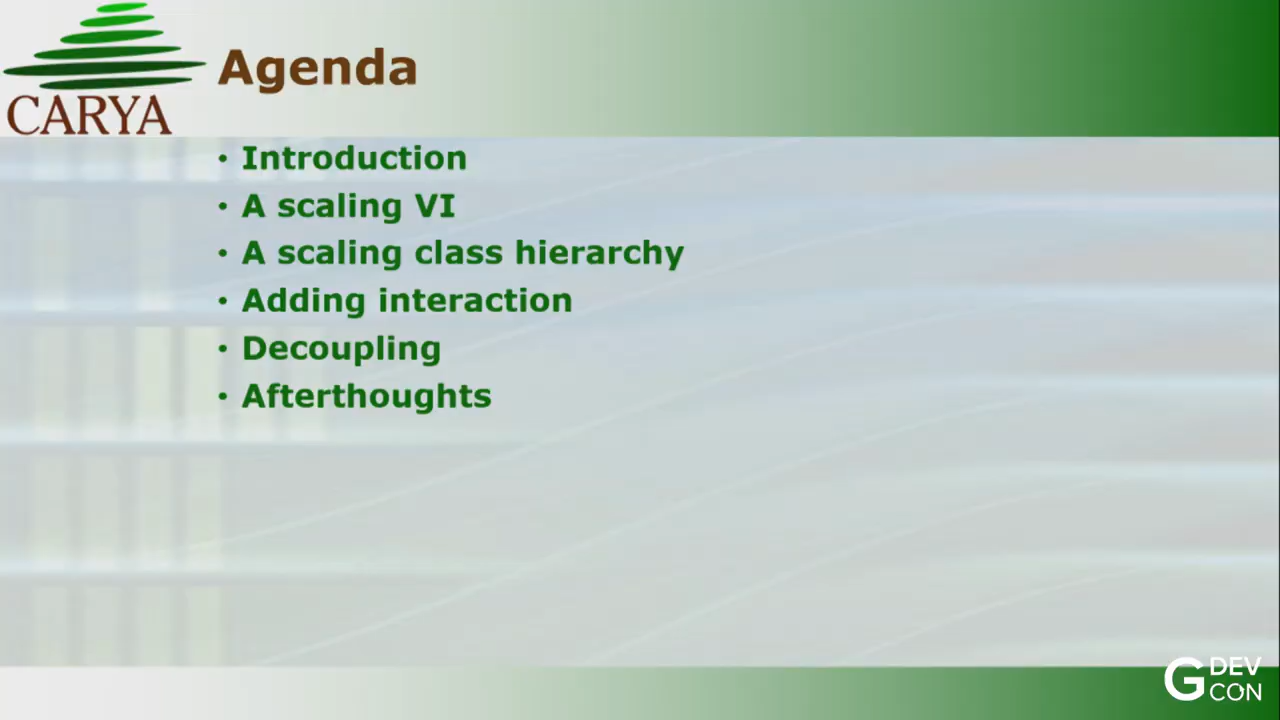 CARYA
Agenda
• Introduction
• A scaling VI
• A scaling class hierarchy
• Adding interaction
• Decoupling
• Afterthoughts
G DEV
CON